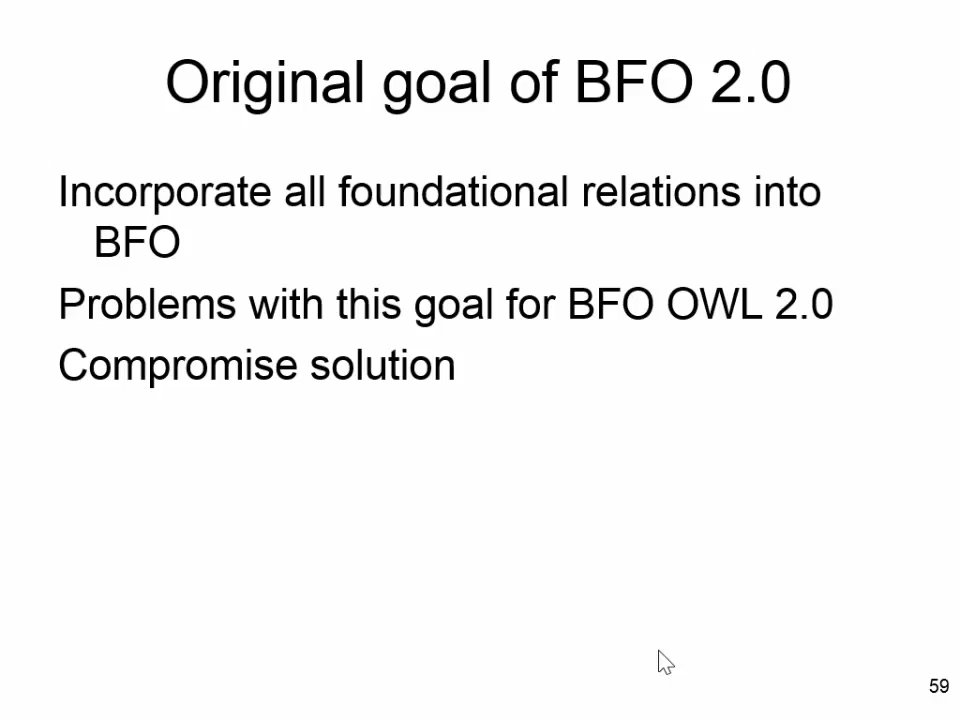 Original goal of BFO 2.0
Incorporate all foundational relations into
BFO
Problems with this goal for BFO OWL 2.0
Compromise solution
59